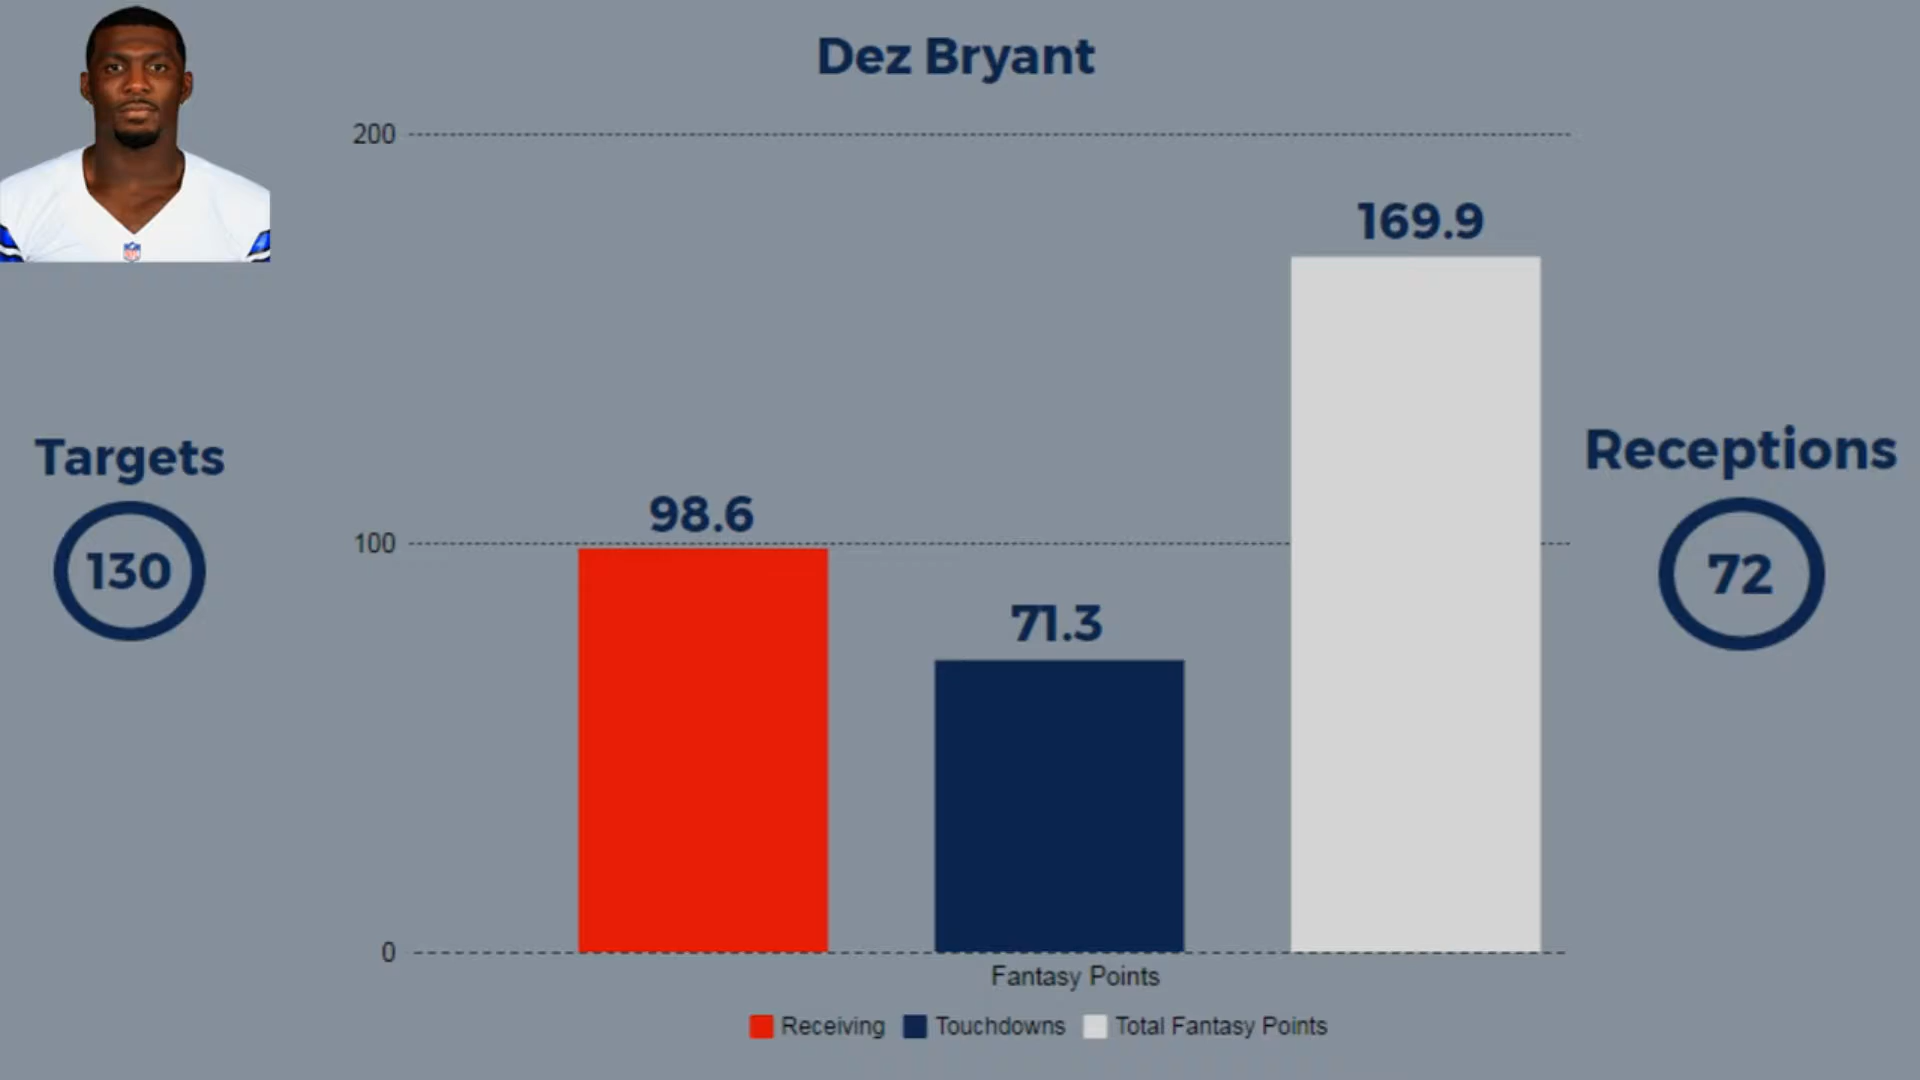 Dez Bryant
200
169.9
Targets
130
98.6
100
71.3
Receptions
72
0
Fantasy Points
Receiving
Touchdowns
Total Fantasy Points